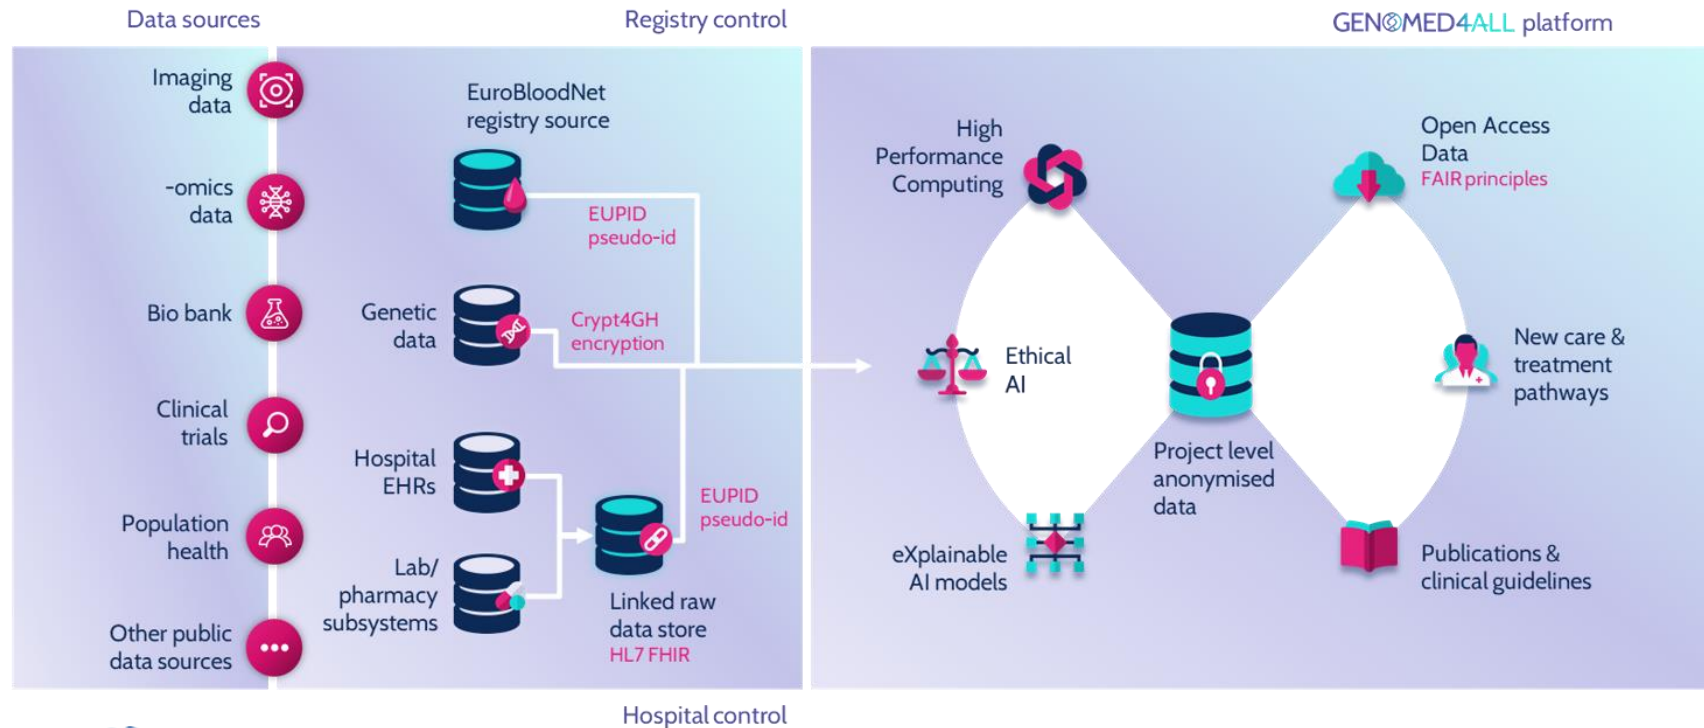 Data sources
Registry control
GENOMED4ALL platform
Imaging
data
-omics
data
Bio bank
Clinical
trials
Population
health
Other public
data sources
EuroBloodNet
registry source
EUPID
pseudo-id
Genetic
data
Crypt4GH
encryption
Hospital
EHRs
Lab/
pharmacy
subsystems
EUPID
pseudo-id
Linked raw
data store
HL7 FHIR
Hospital control
High
Performance
Computing
Ethical
AI
eXplainable
AI models
Project level
anonymised
data
Open Access
Data
FAIR principles
New care &
treatment
pathways
Publications &
clinical guidelines